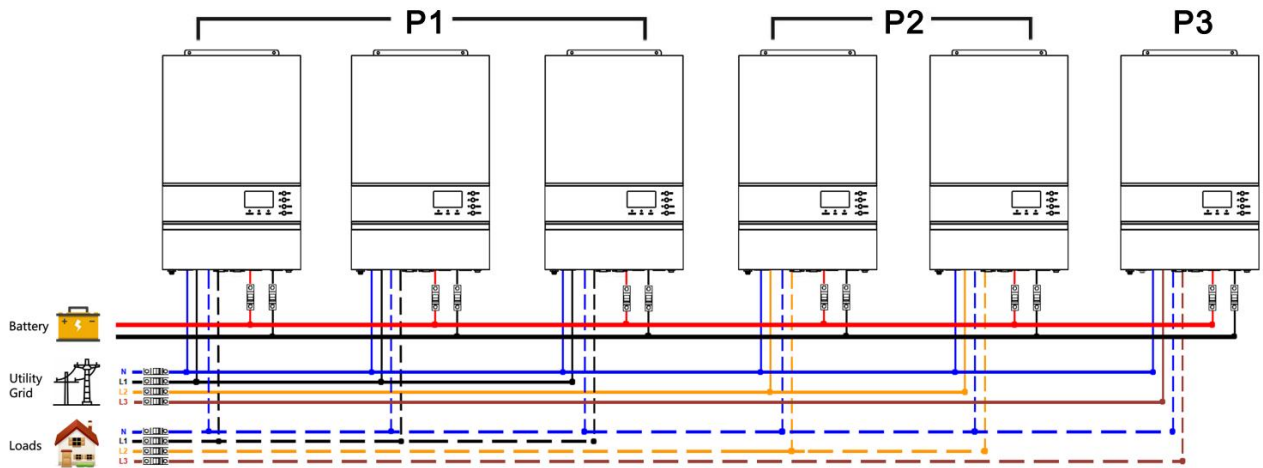 P1
P2
P3
Battery
Utility
Grid
N
L1
L2
L3
Loads
N
L1
L2
L3